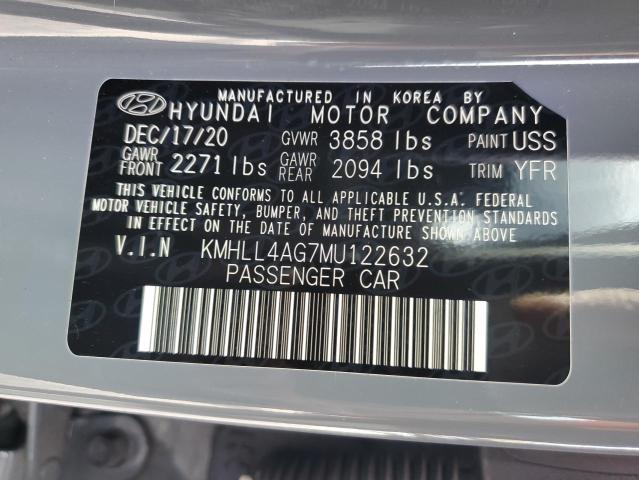 MANUFACTURED IN KOREA BY
HYUNDAI MOTOR COMPANY
DEC/17/20 GVWR 3858 lbs PAINT USS
GAWR FRONT 2271 lbs GAWR REAR 2094 lbs TRIM YFR
THIS VEHICLE CONFORMS TO ALL APPLICABLE U.S.A. FEDERAL
MOTOR VEHICLE SAFETY, BUMPER, AND THEFT PREVENTION STANDARDS
IN EFFECT ON THE DATE OF MANUFACTURE SHOWN ABOVE.
V.I.N KMHLL4AG7MU122632
PASSENGER CAR